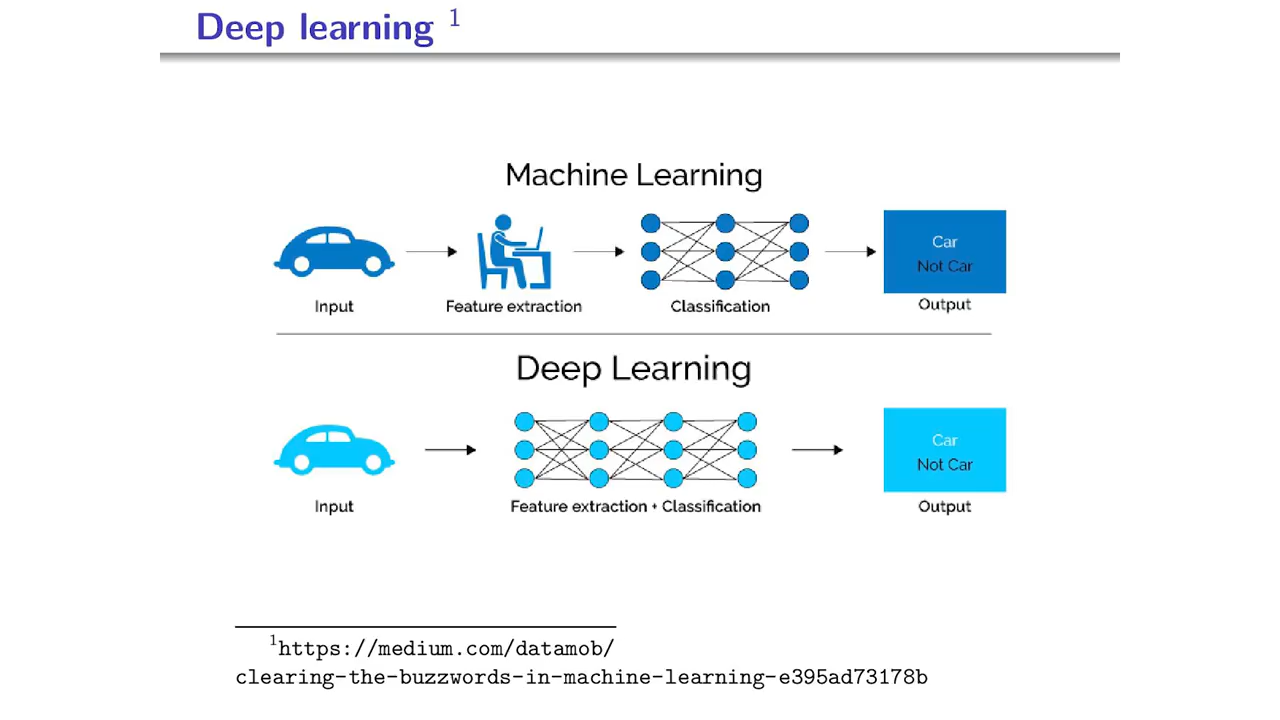 Deep learning 1
Machine Learning
Car
Not Car
Input
Feature extraction
Classification
Output
Deep Learning
Car
Not Car
Input
Feature extraction + Classification
Output
1https://medium.com/datamob/
clearing-the-buzzwords-in-machine-learning-e395ad73178b